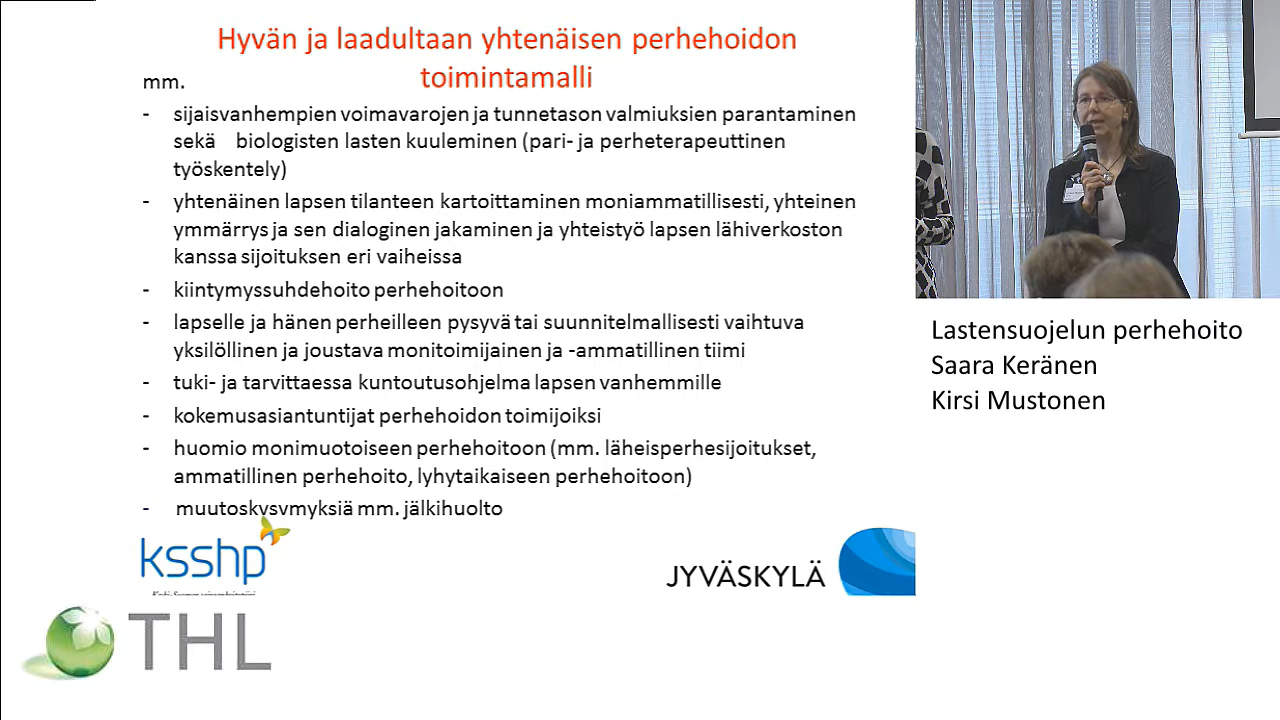 Hyvän ja laadultaan yhtenäisen perhehoidon
toimintamalli
mm.
- sijaisvanhempien voimavarojen ja tunnetason valmiuksien parantaminen
sekä biologisten lasten kuuleminen (pari- ja perheterapeuttinen
työskentely)
- yhtenäinen lapsen tilanteen kartoittaminen moniammatillisesti, yhteinen
ymmärrys ja sen dialoginen jakaminen ja yhteistyö lapsen lähiverkoston
kanssa sijoituksen eri vaiheissa
- kiintymyssuhdehoito perhehoitoon
- lapselle ja hänen perheilleen pysyvä tai suunnitelmallisesti vaihtuva
yksilöllinen ja joustava monitoimijainen ja -ammatillinen tiimi
- tuki- ja tarvittaessa kuntoutusohjelma lapsen vanhemmille
- kokemusasiantuntijat perhehoidon toimijoiksi
- huomio monimuotoiseen perhehoitoon (mm. läheisperhesijoitukset,
ammatillinen perhehoito, lyhytaikaiseen perhehoitoon)
- muutoskysymyksiä mm. jälkihuolto
ksshp
JYVÄSKYLÄ
THL
Lastensuojelun perhehoito
Saara Keränen
Kirsi Mustonen